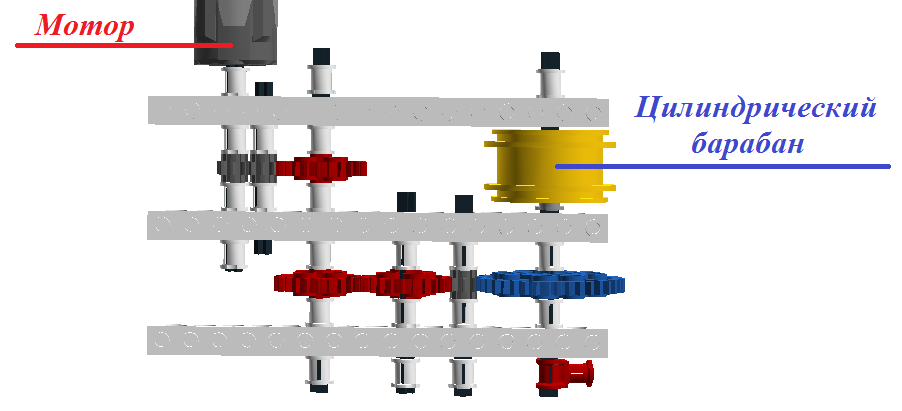 Мотор
Цилиндрический
барабан